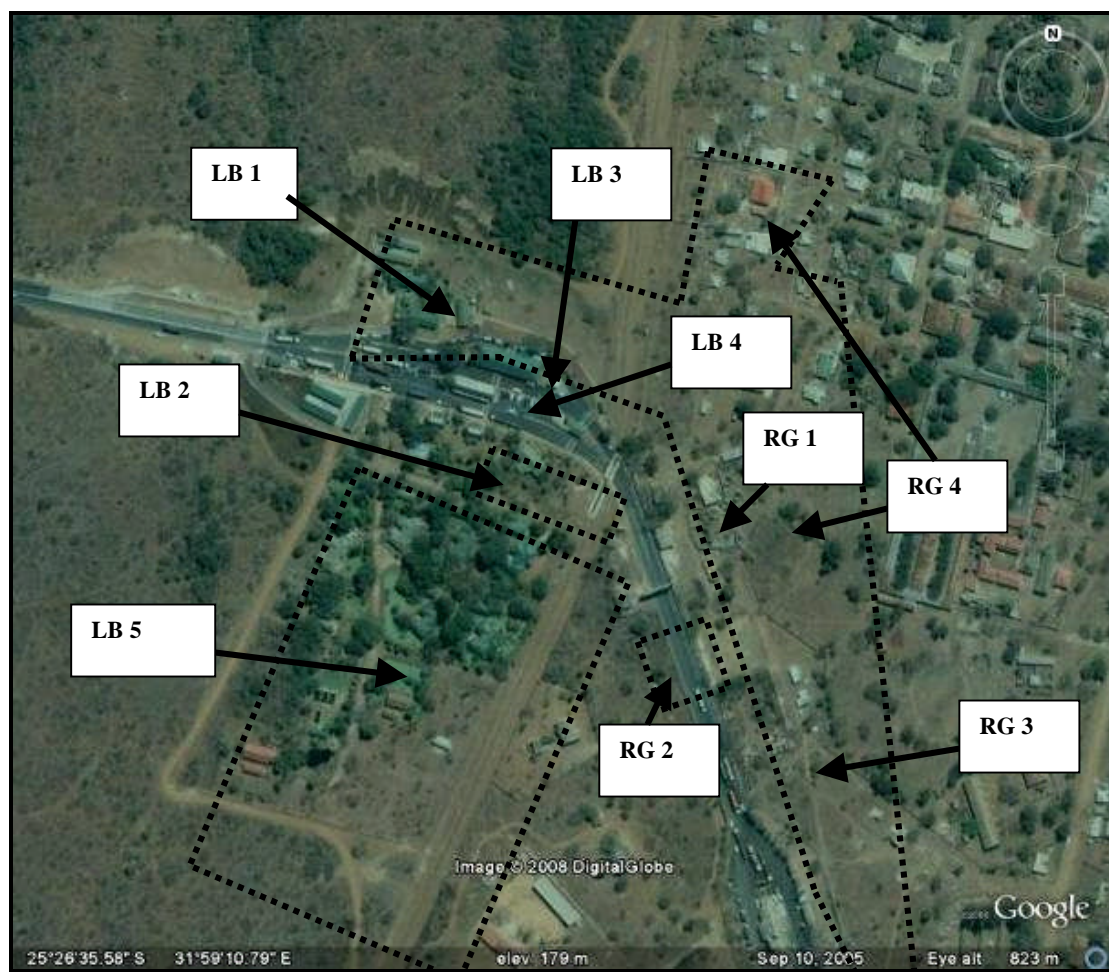 N
LB 1
LB 3
LB 4
LB 2
RG 1
RG 4
LB 5
RG 3
RG 2
Image © 2008 DigitalGlobe
Google
25°26'35.58" S 31°59'10.79" E elev 179 m Sep 10, 2005 Eye alt 823 m